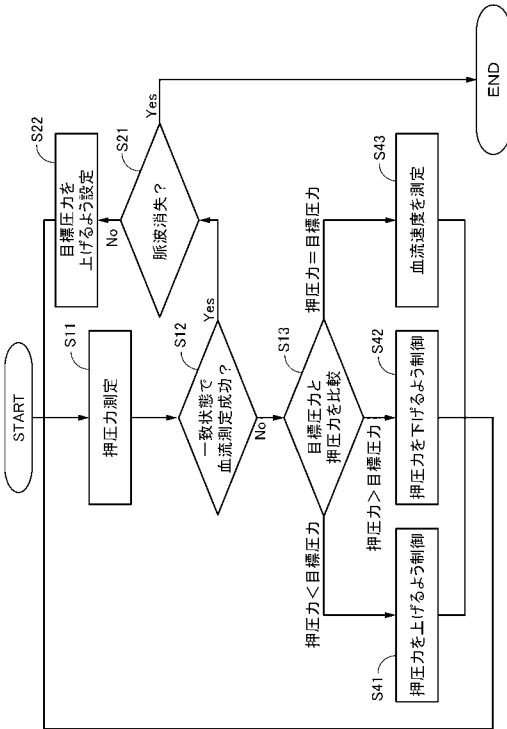 START
S11
押圧力測定
S12
一致状態で
血流測定成功？
Yes
No
S21
脈波消失？
Yes
No
S22
目標圧力を
上げるよう設定
S13
目標圧力と
押圧力を比較
押圧力＜目標圧力
押圧力＞目標圧力
押圧力＝目標圧力
S41
押圧力を上げるよう制御
S42
押圧力を下げるよう制御
S43
血流速度を測定
END